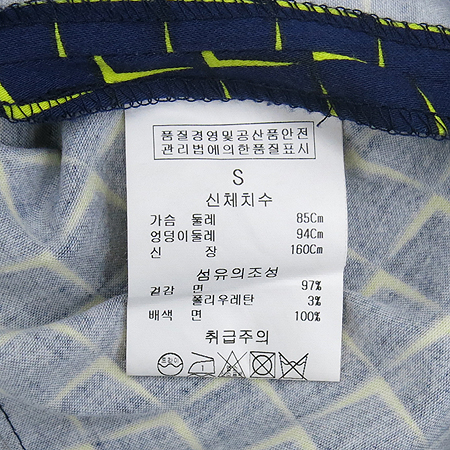 품질경영및공산품안전
관리법에의한품질표시
S
신체치수
가슴 둘레 85Cm
엉덩이둘레 94Cm
신 장 160Cm
섬유의조성
겉감 면 97%
폴리우레탄 3%
배색 면 100%
취급주의
드라이